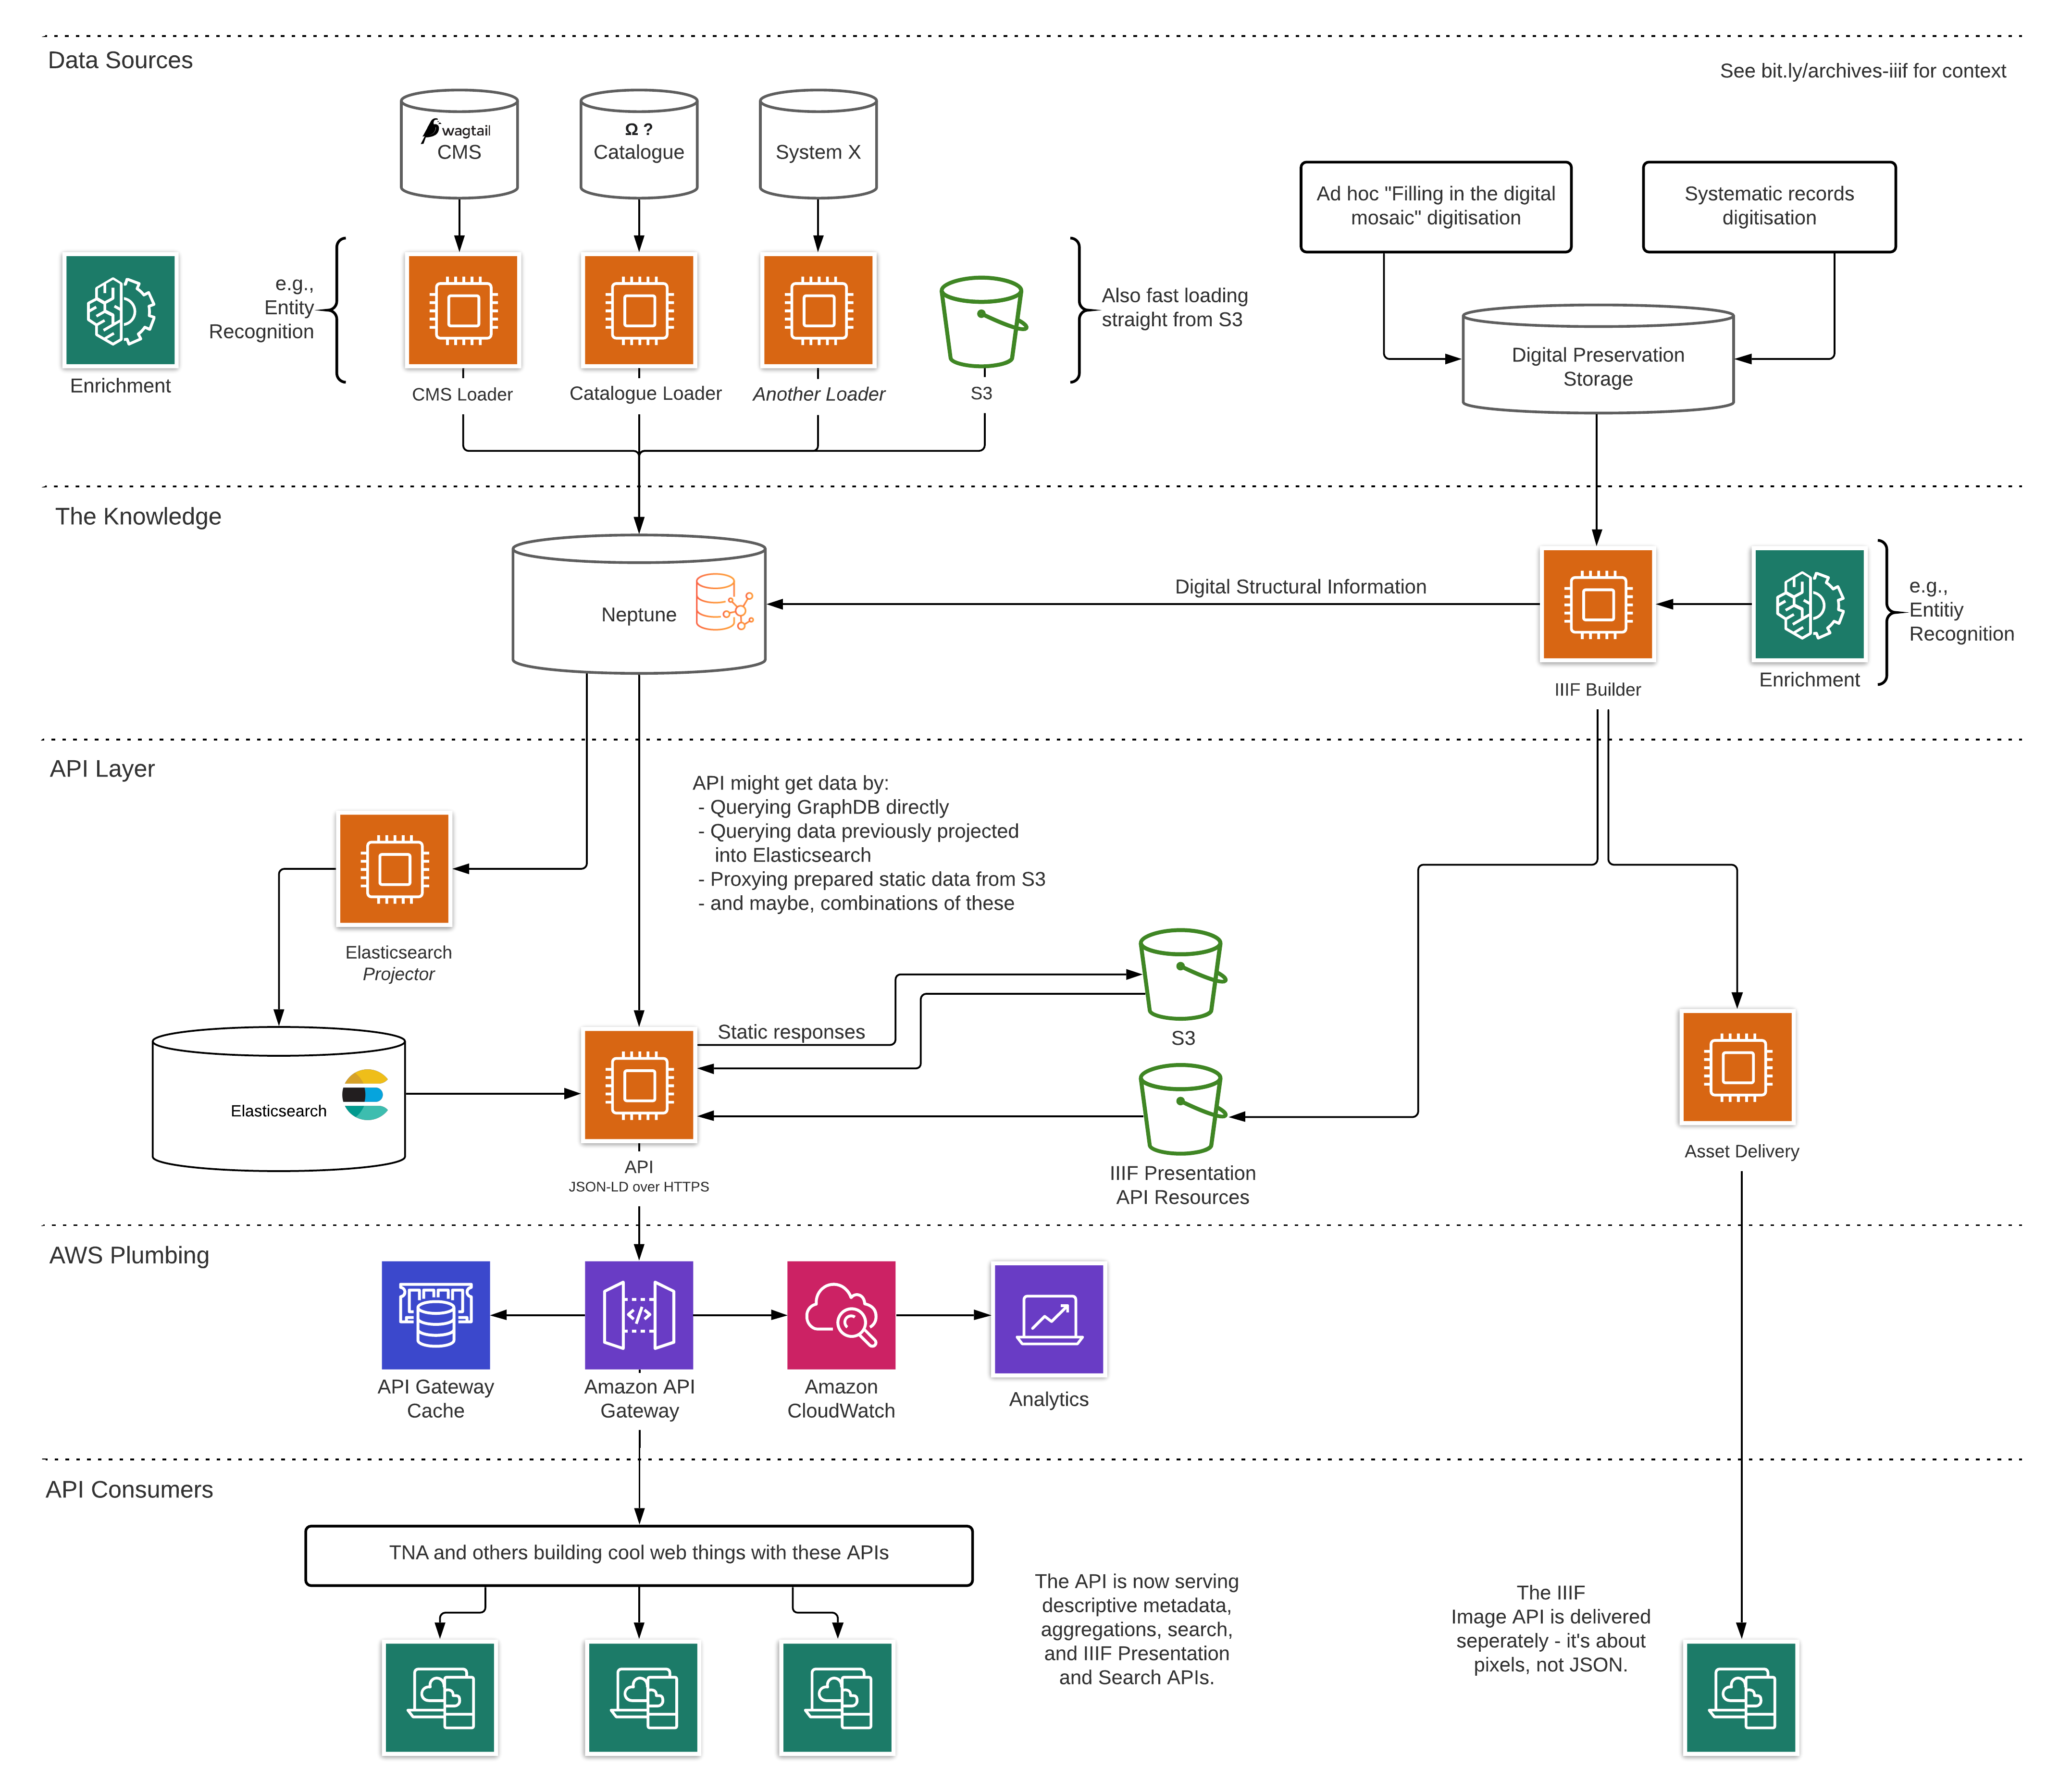 Data Sources
See bit.ly/archives-iiif for context
wagtail
CMS
Ω ?
Catalogue
System X
Ad hoc "Filling in the digital
mosaic" digitisation
Systematic records
digitisation
e.g.,
Entity
Recognition
Also fast loading
straight from S3
Digital Preservation
Storage
Enrichment
CMS Loader
Catalogue Loader
Another Loader
S3
The Knowledge
Neptune
Digital Structural Information
e.g.,
Entitiy
Recognition
IIIF Builder
Enrichment
API Layer
API might get data by:
- Querying GraphDB directly
- Querying data previously projected
into Elasticsearch
- Proxying prepared static data from S3
- and maybe, combinations of these
Elasticsearch
Projector
Static responses
S3
Elasticsearch
API
JSON-LD over HTTPS
IIIF Presentation
API Resources
Asset Delivery
AWS Plumbing
API Gateway
Cache
Amazon API
Gateway
Amazon
CloudWatch
Analytics
API Consumers
TNA and others building cool web things with these APIs
The API is now serving
descriptive metadata,
aggregations, search,
and IIIF Presentation
and Search APIs.
The IIIF
Image API is delivered
seperately - it's about
pixels, not JSON.